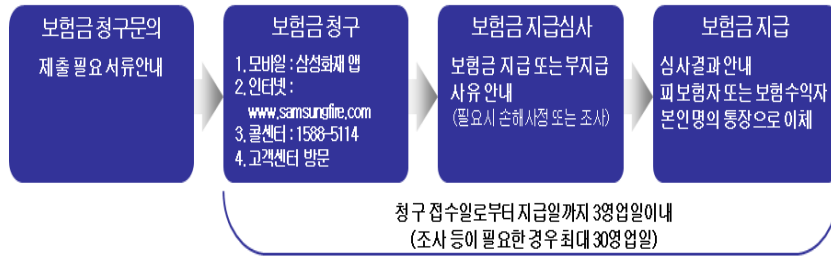 보험금 청구문의
제출 필요 서류안내
보험금 청구
1. 모바일 : 삼성화재 앱
2. 인터넷 :
www.samsungfire.com
3. 콜센터 : 1588-5114
4. 고객센터 방문
보험금 지급심사
보험금 지급 또는 부지급
사유 안내
(필요시 손해사정 또는 조사)
보험금 지급
심사결과 안내
피보험자 또는 보험수익자
본인명의 통장으로 이체
청구 접수일로부터 지급일까지 3영업일이내
(조사 등이 필요한 경우 최대 30영업일)